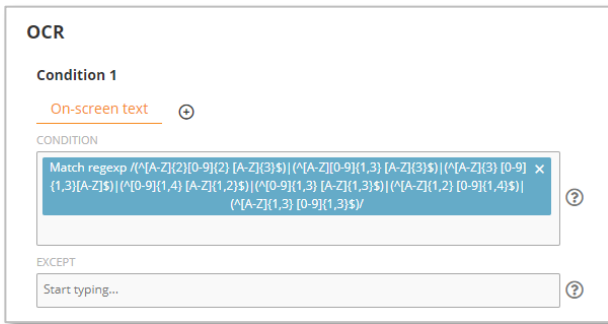 OCR
Condition 1
On-screen text
CONDITION
Match regexp /(^[A-Z]{2}[0-9]{2} [A-Z]{3}$)|(^[A-Z][0-9]{1,3} [A-Z]{3}$)|(^[A-Z]{3} [0-9]
{1,3}[A-Z]$)|(^[0-9]{1,4} [A-Z]{1,2}$)|(^[0-9]{1,3} [A-Z]{1,3}$)|(^[A-Z]{1,2} [0-9]{1,4}$)|
(^[A-Z]{1,3} [0-9]{1,3}$)/
EXCEPT
Start typing...